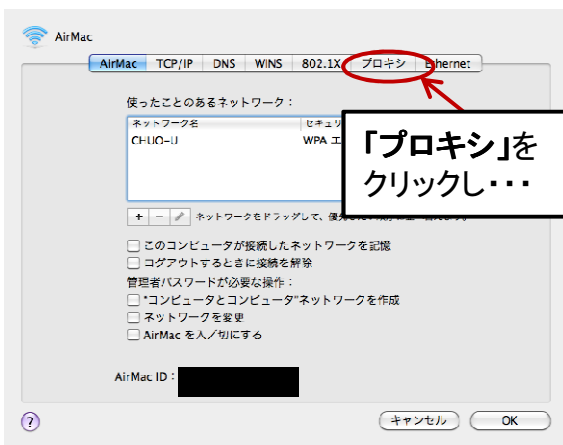 AirMac
AirMac TCP/IP DNS WINS 802.1X プロキシ Ethernet
使ったことのあるネットワーク：
ネットワーク名 セキュリ
CHUO-U WPA エ
「プロキシ」を
クリックし・・・
+ － ネットワークをドラッグして、優先
このコンピュータが接続したネットワークを記憶
ログアウトするときに接続を解除
管理者パスワードが必要な操作：
"コンピュータとコンピュータ"ネットワークを作成
ネットワークを変更
AirMac を入／切にする
AirMac ID：
? キャンセル OK